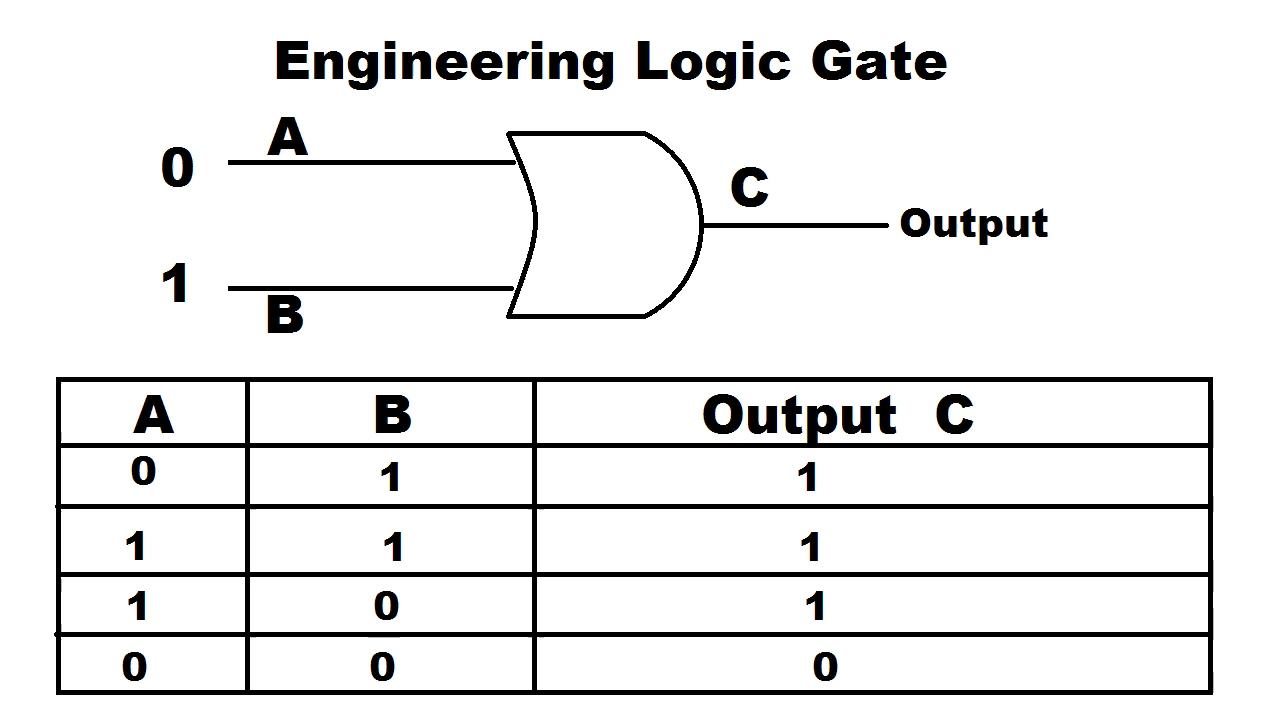 Engineering Logic Gate
0 A
C
Output
1 B
A B Output C
0 1 1
1 1 1
1 0 1
0 0 0